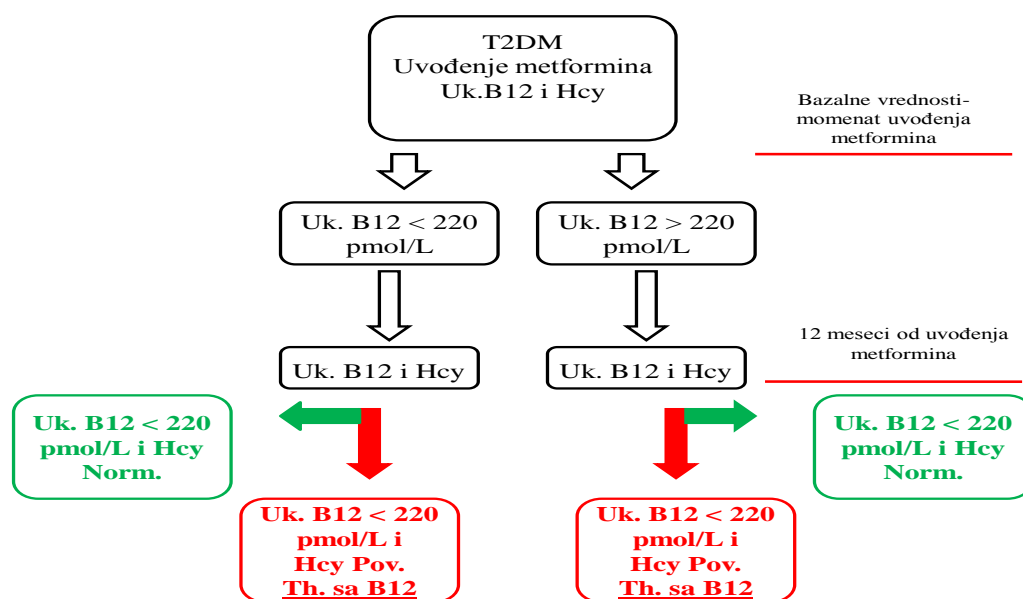 T2DM
Uvođenje metformina
Uk.B12 i Hcy
Bazalne vrednosti-
momenat uvođenja
metformina
Uk. B12 < 220
pmol/L
Uk. B12 > 220
pmol/L
12 meseci od uvođenja
metformina
Uk. B12 i Hcy
Uk. B12 i Hcy
Uk. B12 < 220
pmol/L i Hcy
Norm.
Uk. B12 < 220
pmol/L i Hcy
Norm.
Uk. B12 < 220
pmol/L i
Hcy Pov.
Th. sa B12
Uk. B12 < 220
pmol/L i
Hcy Pov.
Th. sa B12